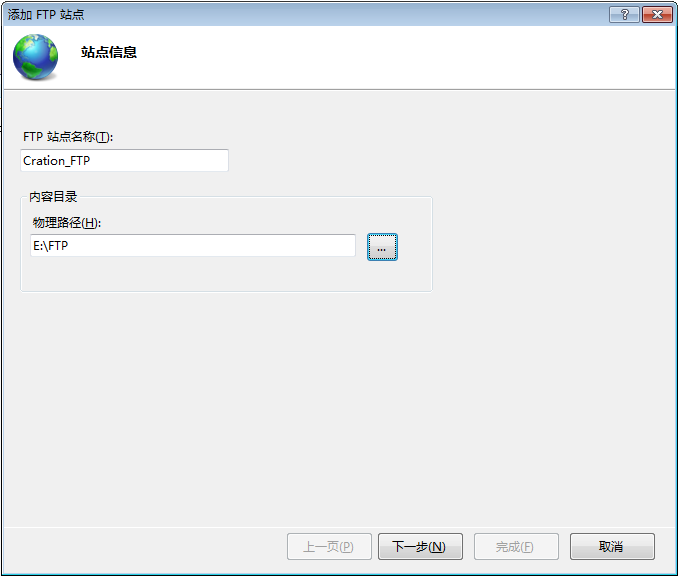 添加 FTP 站点
站点信息
FTP 站点名称(T):
Cration_FTP
内容目录
物理路径(H):
E:\FTP
...
上一页(P) 下一步(N) 完成(F) 取消